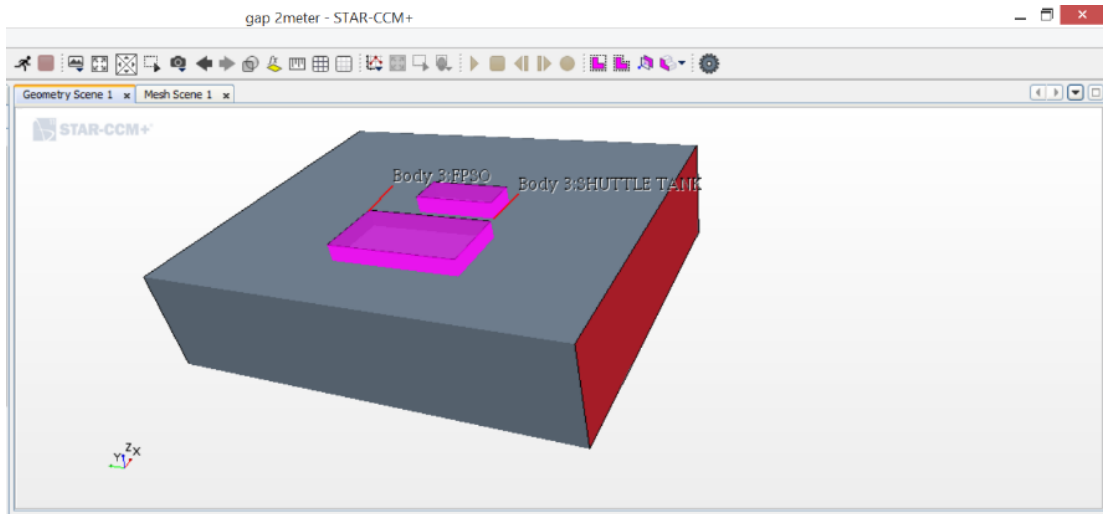 gap 2meter - STAR-CCM+
Geometry Scene 1 x Mesh Scene 1 x
STAR-CCM+
Body 3:FPSO
Body 3:SHUTTLE TANK
Z
Y X